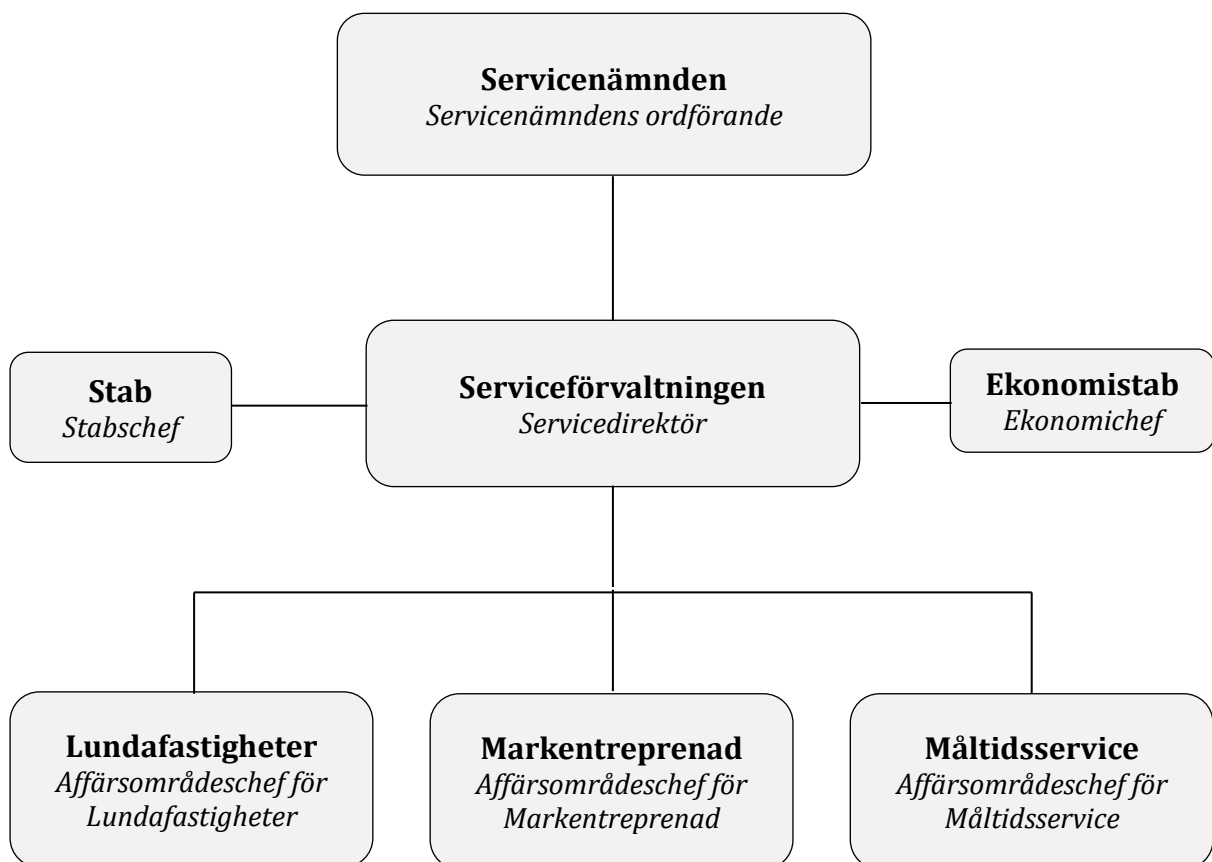 Servicenämnden
Servicenämndens ordförande
Stab
Stabschef
Serviceförvaltningen
Servicedirektör
Ekonomistab
Ekonomichef
Lundafastigheter
Affärsområdeschef för
Lundafastigheter
Markentreprenad
Affärsområdeschef för
Markentreprenad
Måltidsservice
Affärsområdeschef för
Måltidsservice